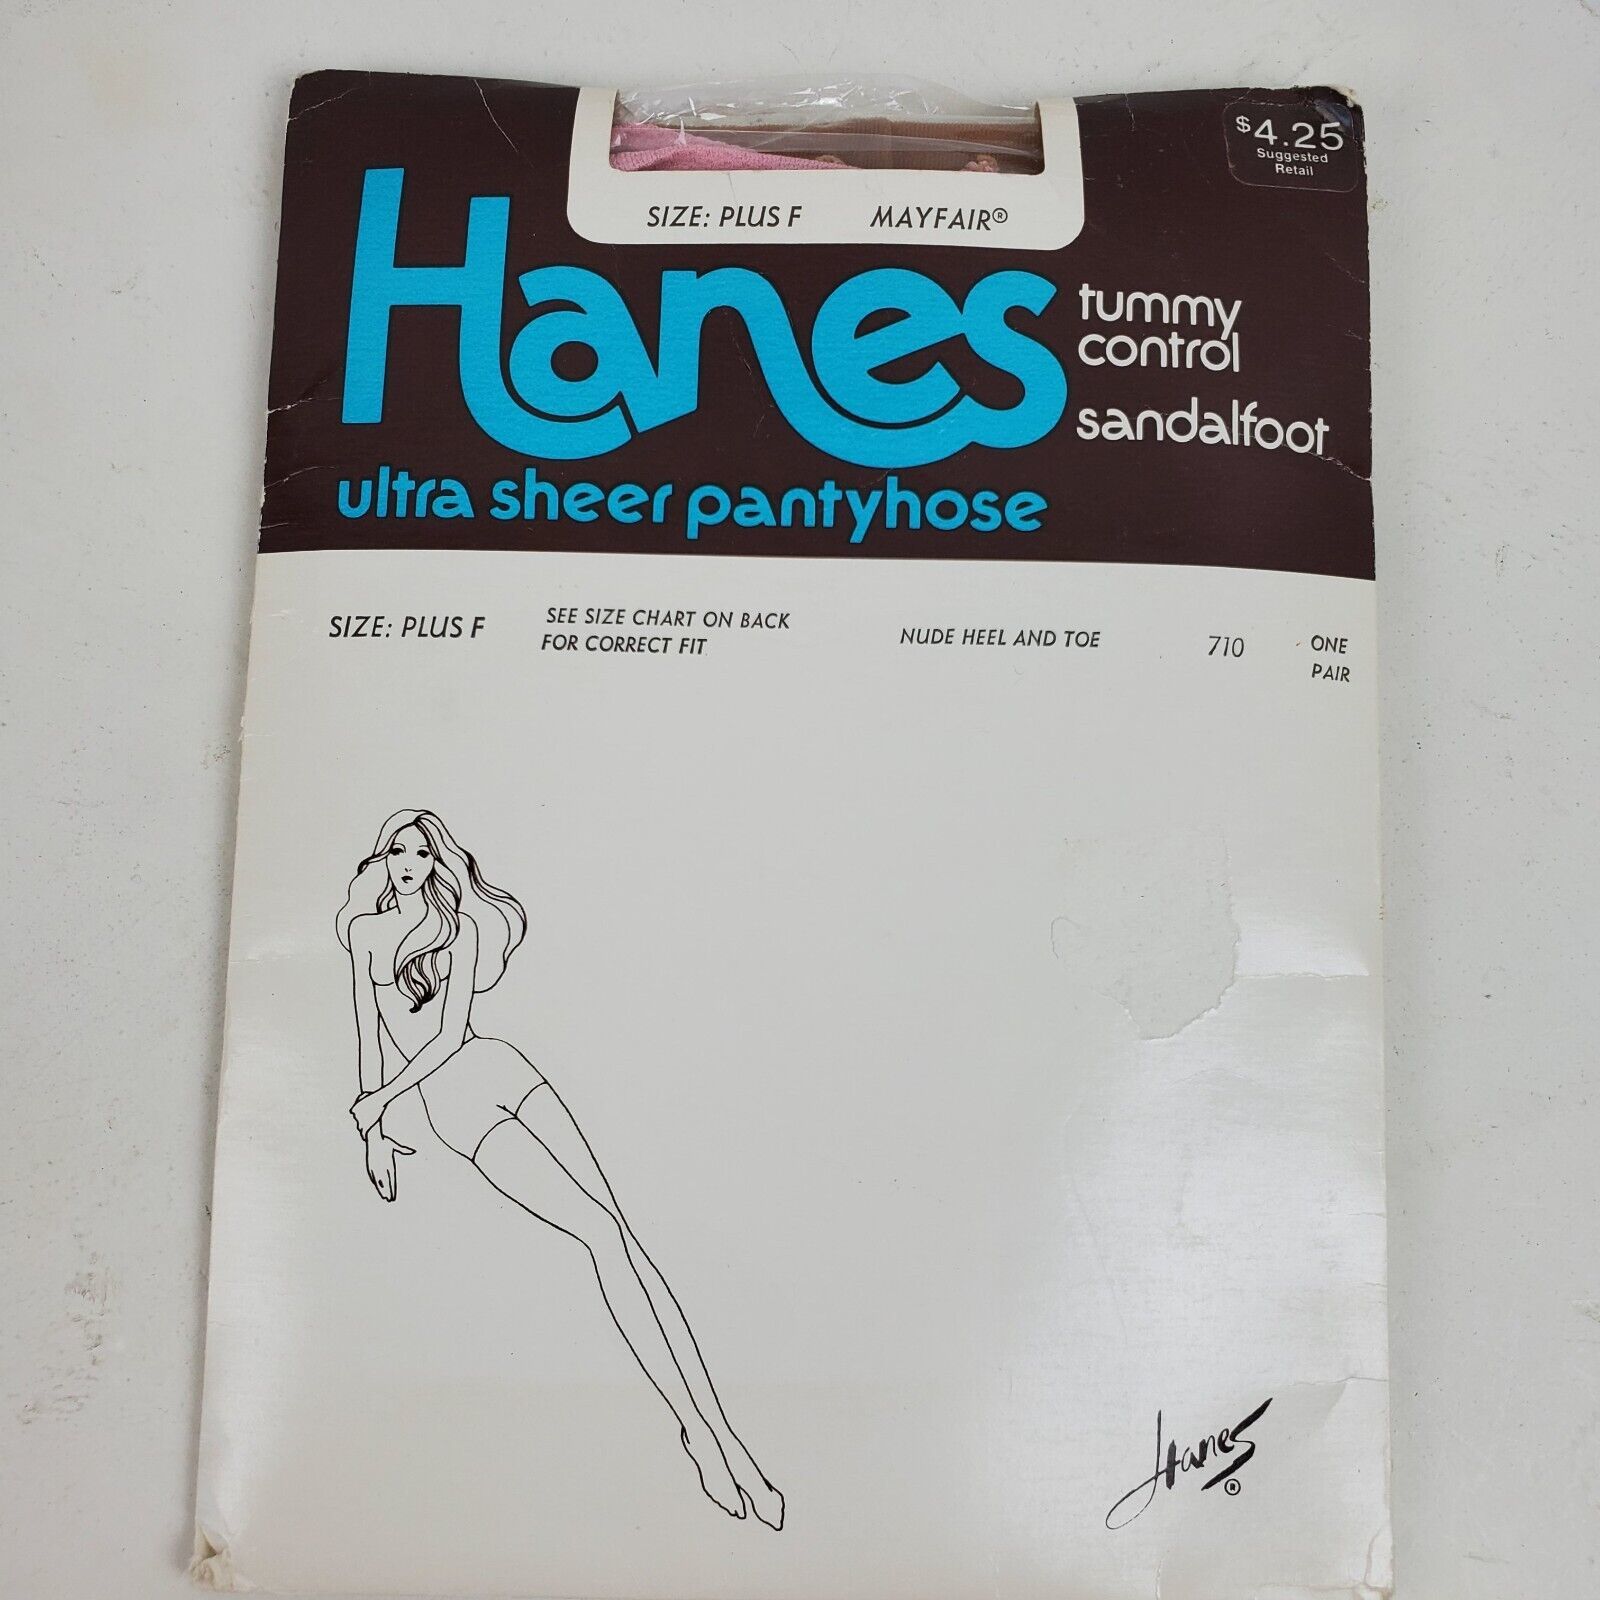 $4.25
Suggested
Retail
SIZE: PLUS F MAYFAIR®
Hanes
tummy
control
sandalfoot
ultra sheer pantyhose
SIZE: PLUS F
SEE SIZE CHART ON BACK
FOR CORRECT FIT
NUDE HEEL AND TOE
710
ONE
PAIR
Hanes
®